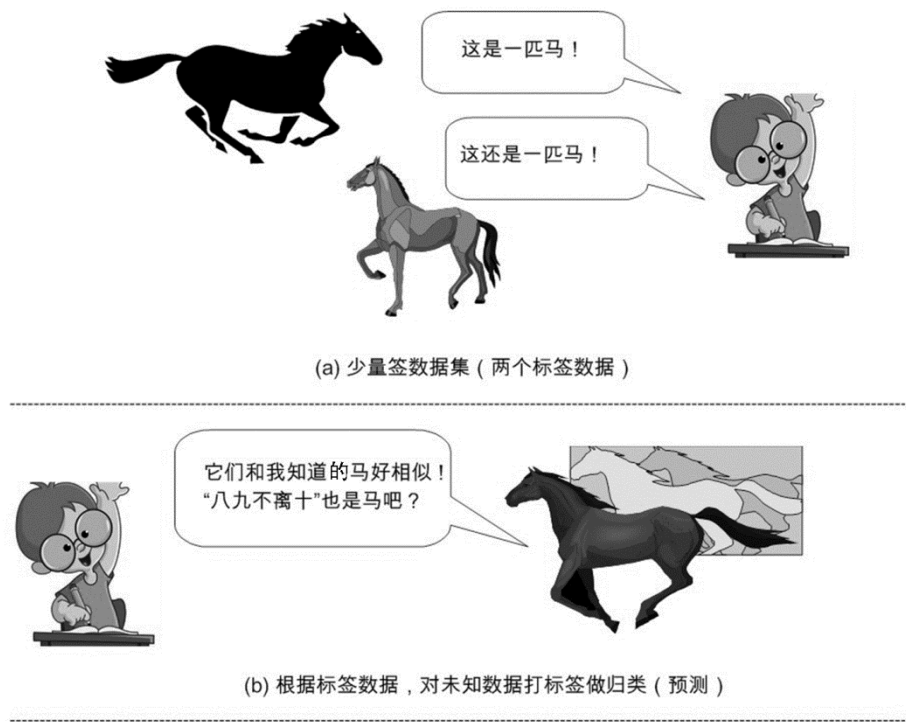 这是一匹马！
这还是一匹马！
(a) 少量签数据集（两个标签数据）
它们和我知道的马好相似！
“八九不离十”也是马吧？
(b) 根据标签数据，对未知数据打标签做归类（预测）